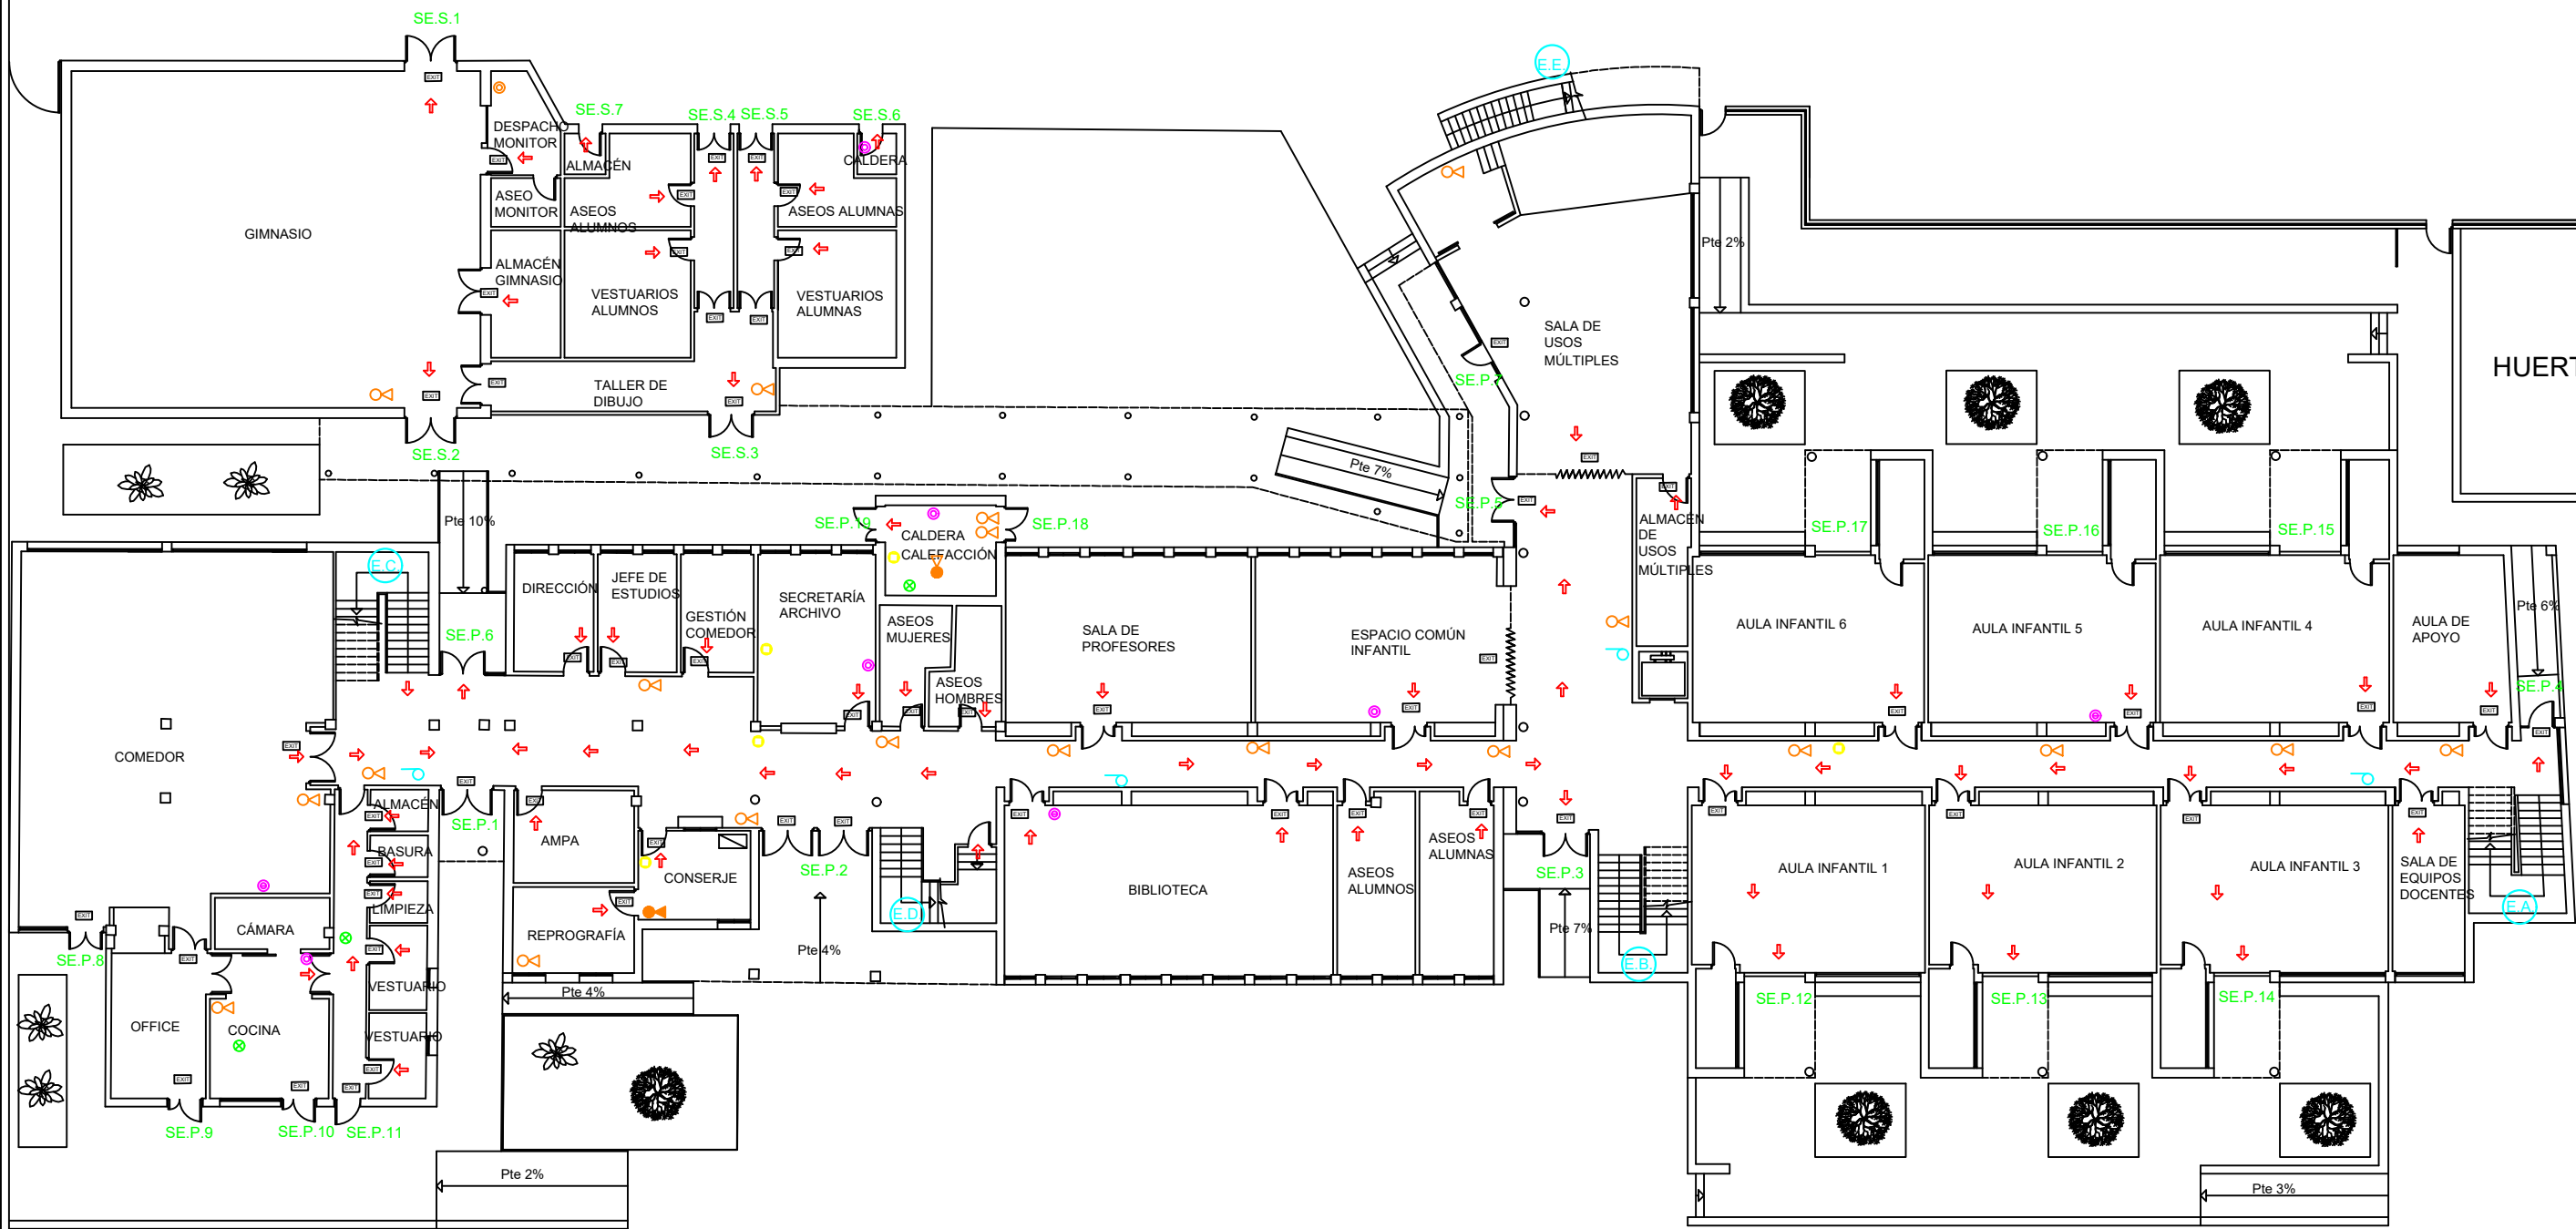 SE.S.1
E.E.
SE.S.7
SE.S.4
SE.S.5
SE.S.6
EXIT
DESPACHO
MONITOR
ALMACÉN
CALDERA
ASEO
MONITOR
ASEOS
ALUMNOS
ASEOS ALUMNAS
GIMNASIO
Pte 2%
ALMACÉN
GIMNASIO
VESTUARIOS
ALUMNOS
VESTUARIOS
ALUMNAS
SALA DE
USOS
MÚLTIPLES
HUERT
SE.P.7
TALLER DE
DIBUJO
SE.S.2
SE.S.3
Pte 7%
SE.P.5
Pte 10%
SE.P.19
SE.P.18
CALDERA
CALEFACCIÓN
ALMACÉN
DE
USOS
MÚLTIPLES
SE.P.17
SE.P.16
SE.P.15
E.C.
DIRECCIÓN
JEFE DE
ESTUDIOS
GESTIÓN
COMEDOR
SECRETARÍA
ARCHIVO
ASEOS
MUJERES
ASEOS
HOMBRES
SALA DE
PROFESORES
ESPACIO COMÚN
INFANTIL
AULA INFANTIL 6
AULA INFANTIL 5
AULA INFANTIL 4
AULA DE
APOYO
Pte 6%
SE.P.6
SE.P.4
COMEDOR
ALMACÉN
SE.P.1
BASURA
AMPA
CONSERJE
SE.P.2
LIMPIEZA
CÁMARA
REPROGRAFÍA
E.D.
Pte 4%
BIBLIOTECA
ASEOS
ALUMNOS
ASEOS
ALUMNAS
SE.P.3
Pte 7%
E.B.
AULA INFANTIL 1
AULA INFANTIL 2
AULA INFANTIL 3
SALA DE
EQUIPOS
DOCENTES
E.A.
SE.P.8
VESTUARIO
Pte 4%
SE.P.12
SE.P.13
SE.P.14
OFFICE
COCINA
VESTUARIO
SE.P.9
SE.P.10
SE.P.11
Pte 2%
Pte 3%